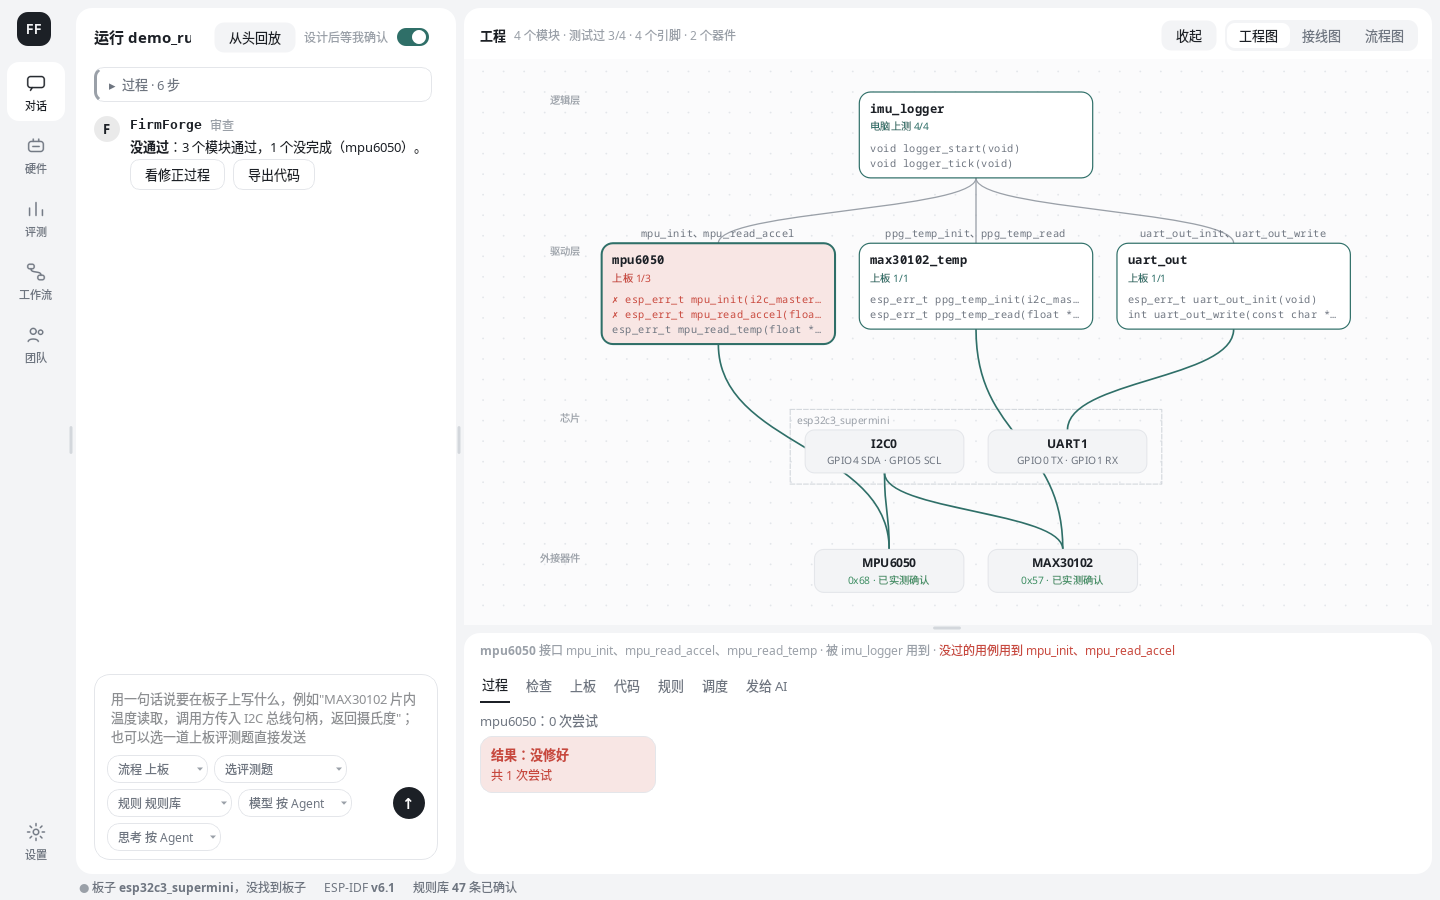 FF
对话
硬件
评测
工作流
团队
设置
运行 demo_ru
从头回放
设计后等我确认
▸ 过程 · 6 步
F
FirmForge 审查
没通过：3 个模块通过，1 个没完成（mpu6050）。
看修正过程
导出代码
用一句话说要在板子上写什么，例如"MAX30102 片内
温度读取，调用方传入 I2C 总线句柄，返回摄氏度"；
也可以选一道上板评测题直接发送
流程 上板
选评测题
规则 规则库
模型 按 Agent
思考 按 Agent
工程 4 个模块 · 测试过 3/4 · 4 个引脚 · 2 个器件
收起
工程图
接线图
流程图
逻辑层
imu_logger
电脑上测 4/4
void logger_start(void)
void logger_tick(void)
mpu_init、mpu_read_accel
ppg_temp_init、ppg_temp_read
uart_out_init、uart_out_write
驱动层
mpu6050
上板 1/3
✗ esp_err_t mpu_init(i2c_master…
✗ esp_err_t mpu_read_accel(floa…
esp_err_t mpu_read_temp(float *…
max30102_temp
上板 1/1
esp_err_t ppg_temp_init(i2c_mas…
esp_err_t ppg_temp_read(float *…
uart_out
上板 1/1
esp_err_t uart_out_init(void)
int uart_out_write(const char *…
芯片
esp32c3_supermini
I2C0
GPIO4 SDA · GPIO5 SCL
UART1
GPIO0 TX · GPIO1 RX
外接器件
MPU6050
0x68 · 已实测确认
MAX30102
0x57 · 已实测确认
mpu6050 接口 mpu_init、mpu_read_accel、mpu_read_temp · 被 imu_logger 用到 · 没过的用例用到 mpu_init、mpu_read_accel
过程
检查
上板
代码
规则
调度
发给 AI
mpu6050：0 次尝试
结果：没修好
共 1 次尝试
板子 esp32c3_supermini，没找到板子
ESP-IDF v6.1
规则库 47 条已确认